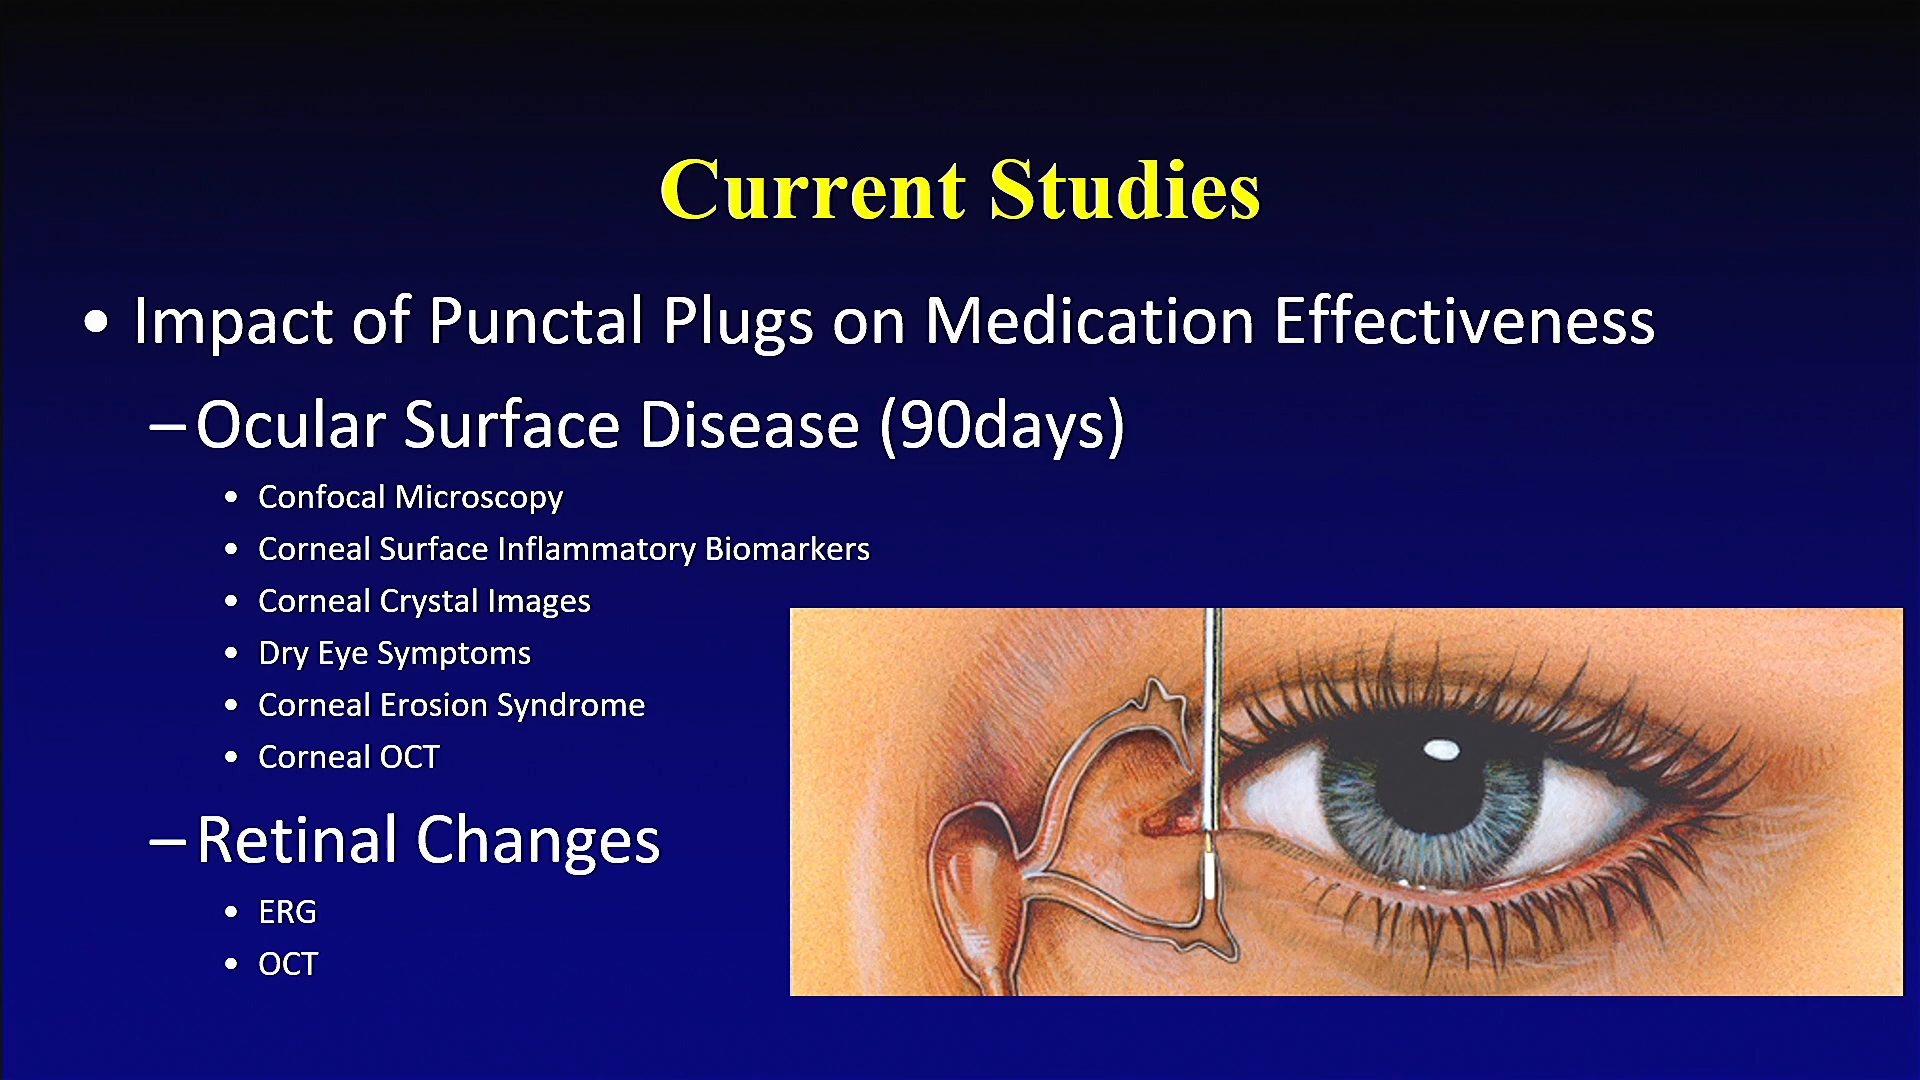 Current Studies
• Impact of Punctal Plugs on Medication Effectiveness
– Ocular Surface Disease (90days)
• Confocal Microscopy
• Corneal Surface Inflammatory Biomarkers
• Corneal Crystal Images
• Dry Eye Symptoms
• Corneal Erosion Syndrome
• Corneal OCT
– Retinal Changes
• ERG
• OCT